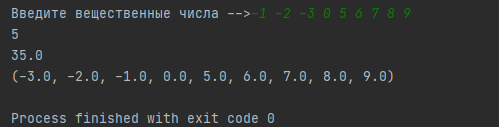 Введите вещественные числа -->-1 -2 -3 0 5 6 7 8 9
5
35.0
(-3.0, -2.0, -1.0, 0.0, 5.0, 6.0, 7.0, 8.0, 9.0)
Process finished with exit code 0